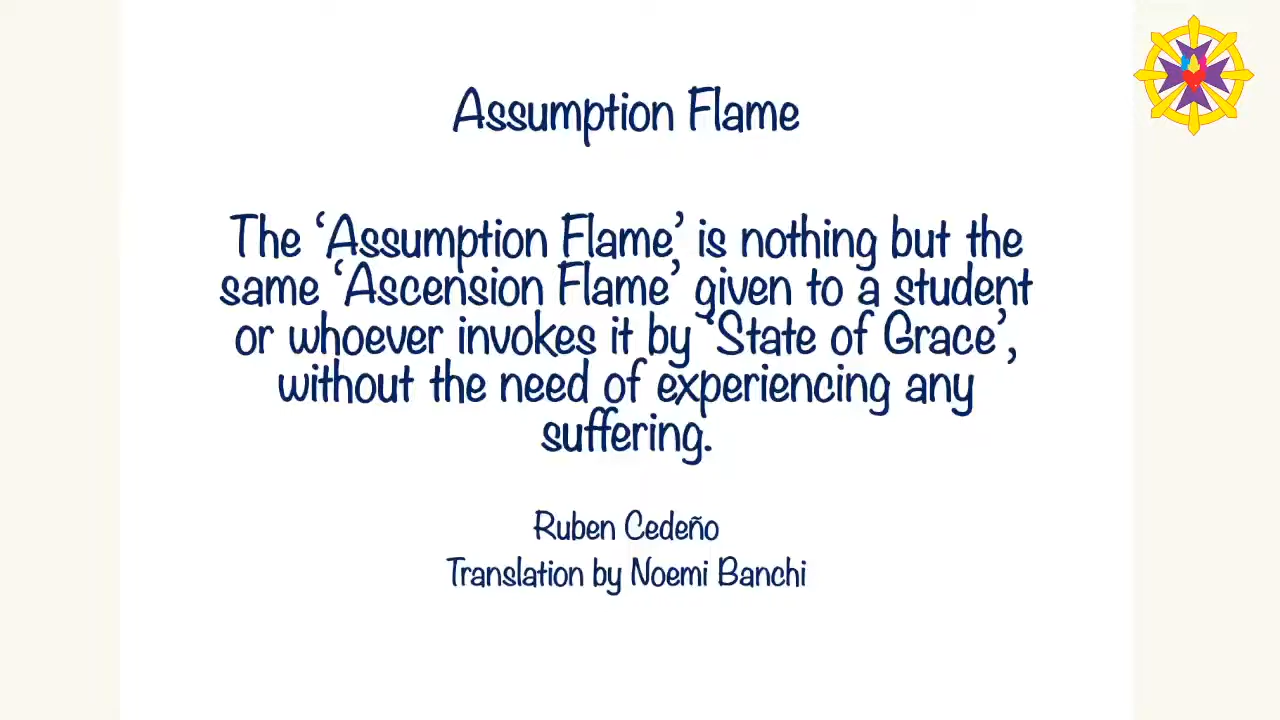 Assumption Flame
The ‘Assumption Flame’ is nothing but the
same ‘Ascension Flame’ given to a student
or whoever invokes it by ‘State of Grace’,
without the need of experiencing any
suffering.
Ruben Cedeño
Translation by Noemi Banchi